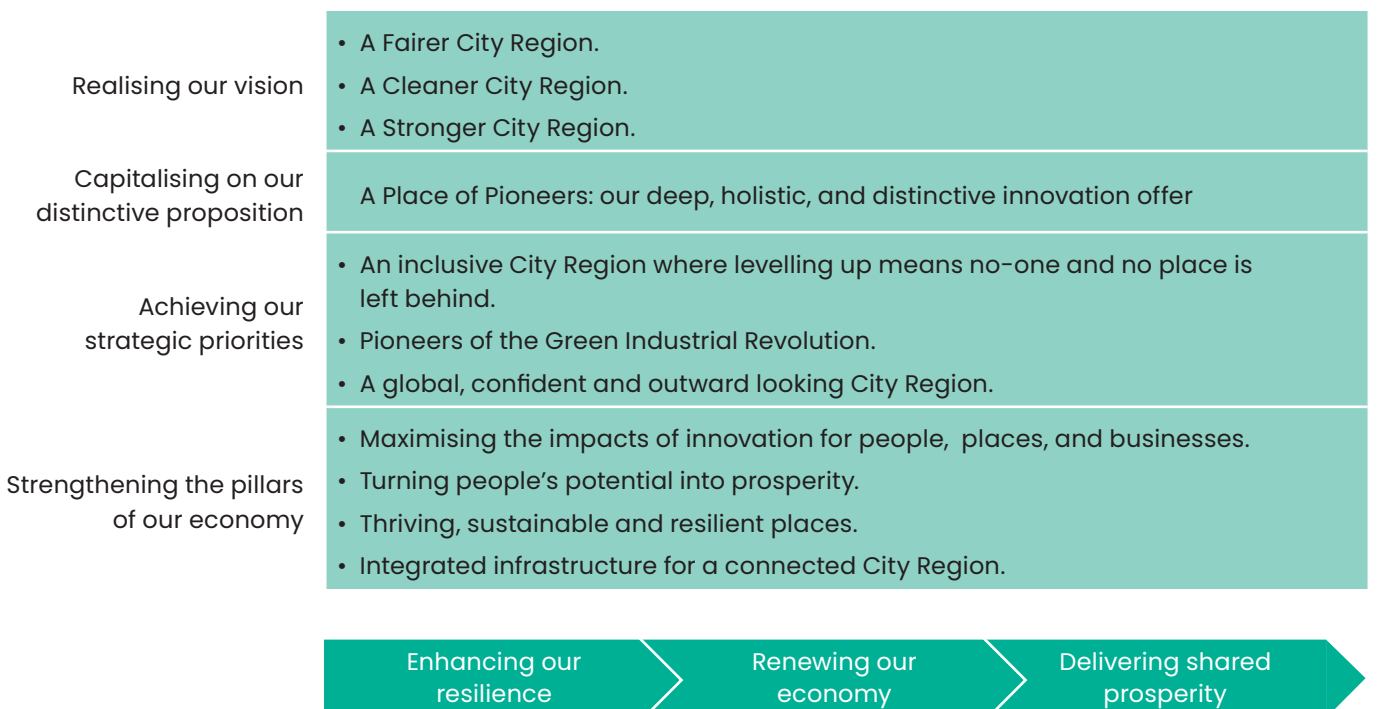 Realising our vision
• A Fairer City Region.
• A Cleaner City Region.
• A Stronger City Region.
Capitalising on our
distinctive proposition
A Place of Pioneers: our deep, holistic, and distinctive innovation offer
Achieving our
strategic priorities
• An inclusive City Region where levelling up means no-one and no place is
left behind.
• Pioneers of the Green Industrial Revolution.
• A global, confident and outward looking City Region.
Strengthening the pillars
of our economy
• Maximising the impacts of innovation for people, places, and businesses.
• Turning people’s potential into prosperity.
• Thriving, sustainable and resilient places.
• Integrated infrastructure for a connected City Region.
Enhancing our
resilience
Renewing our
economy
Delivering shared
prosperity